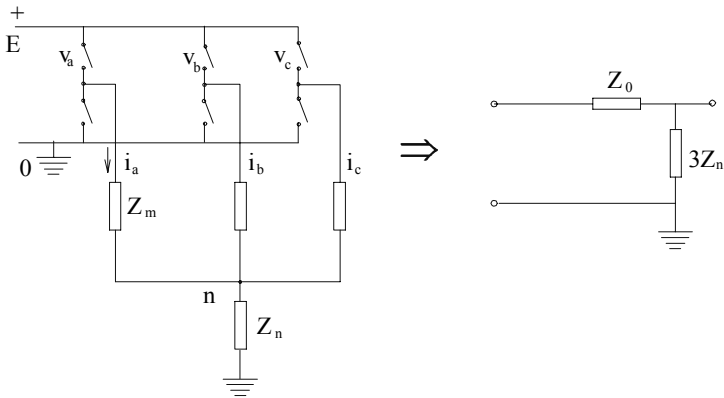 +
E
v_a
v_b
v_c
0
i_a
i_b
i_c
Z_m
n
Z_n
⇒
Z_0
3Z_n